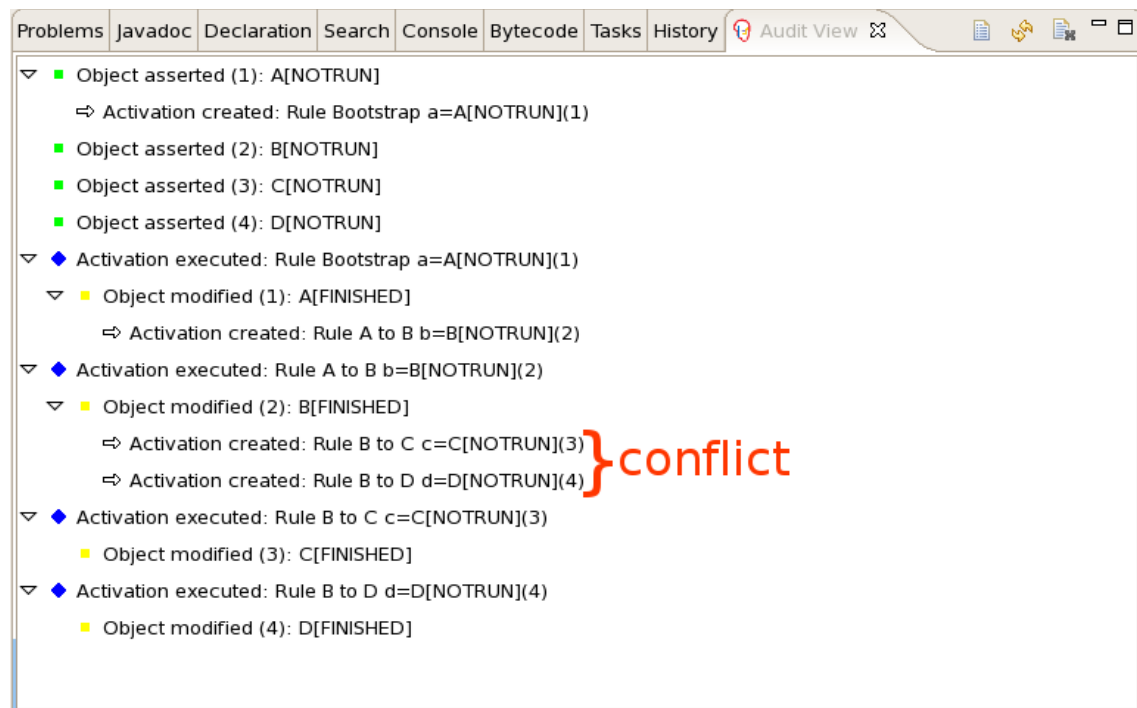 Problems Javadoc Declaration Search Console Bytecode Tasks History Audit View
Object asserted (1): A[NOTRUN]
Activation created: Rule Bootstrap a=A[NOTRUN](1)
Object asserted (2): B[NOTRUN]
Object asserted (3): C[NOTRUN]
Object asserted (4): D[NOTRUN]
Activation executed: Rule Bootstrap a=A[NOTRUN](1)
Object modified (1): A[FINISHED]
Activation created: Rule A to B b=B[NOTRUN](2)
Activation executed: Rule A to B b=B[NOTRUN](2)
Object modified (2): B[FINISHED]
Activation created: Rule B to C c=C[NOTRUN](3)
Activation created: Rule B to D d=D[NOTRUN](4)
} conflict
Activation executed: Rule B to C c=C[NOTRUN](3)
Object modified (3): C[FINISHED]
Activation executed: Rule B to D d=D[NOTRUN](4)
Object modified (4): D[FINISHED]